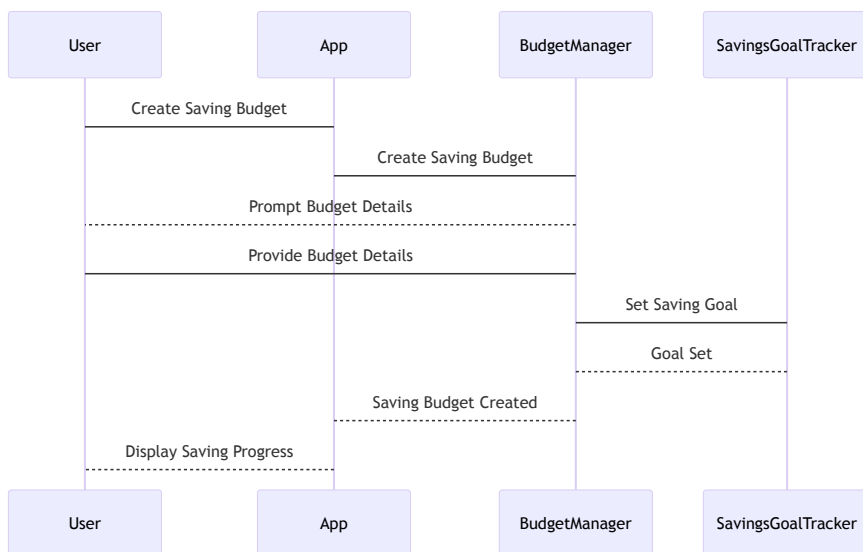 User
App
BudgetManager
SavingsGoalTracker
Create Saving Budget
Create Saving Budget
Prompt Budget Details
Provide Budget Details
Set Saving Goal
Goal Set
Saving Budget Created
Display Saving Progress
User
App
BudgetManager
SavingsGoalTracker